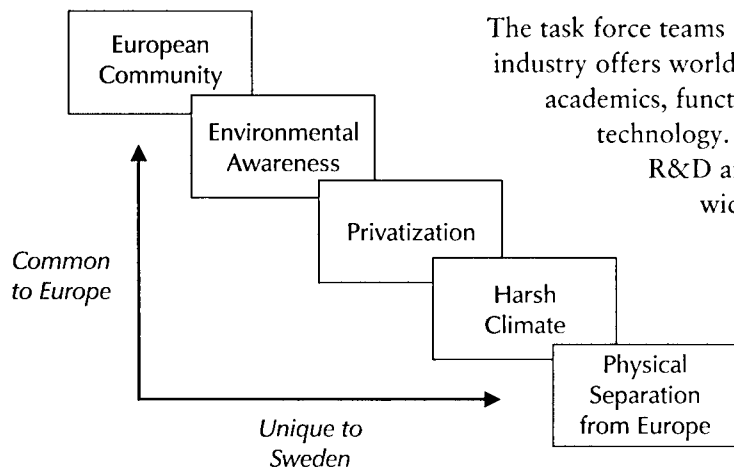 European
Community
Environmental
Awareness
Privatization
Harsh
Climate
Physical
Separation
from Europe
Common
to Europe
Unique to
Sweden
The task force teams
industry offers world
academics, funct
technology.
R&D a
wic